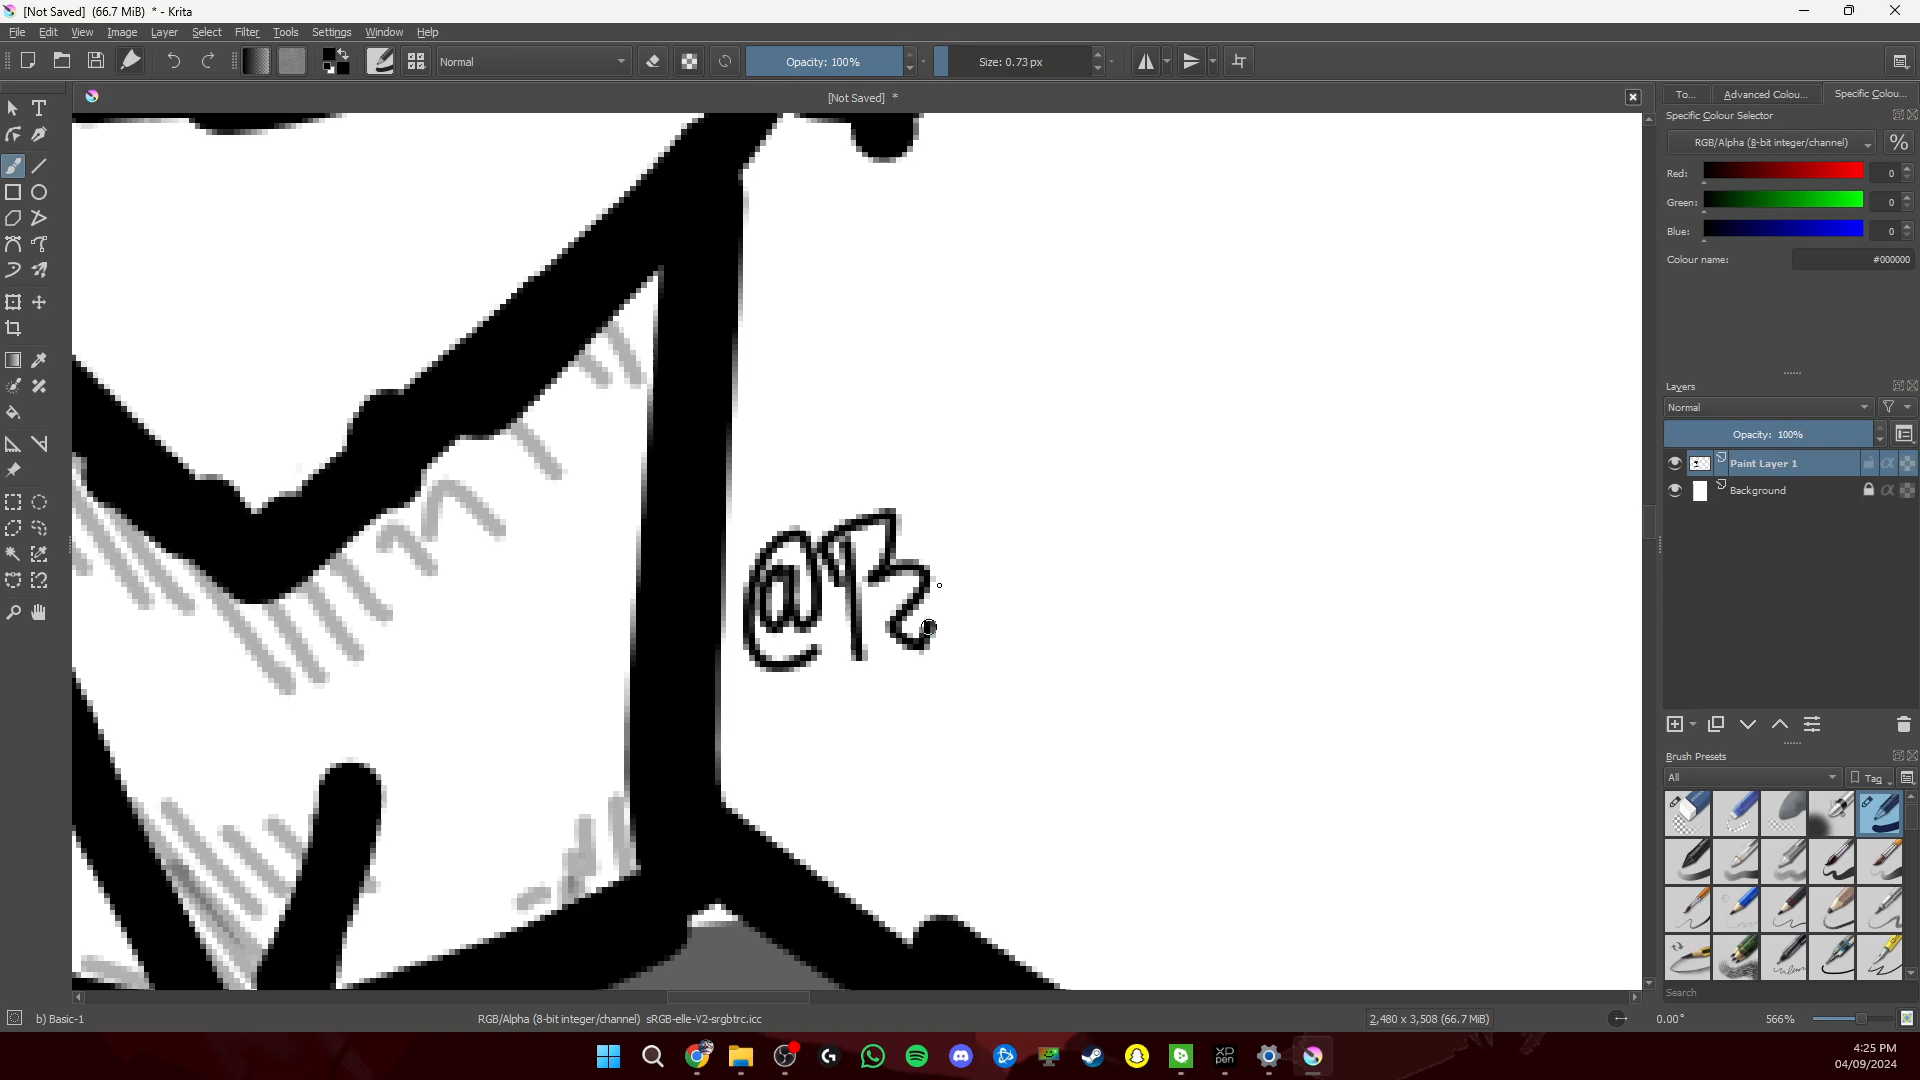 [Not Saved] (66.7 MiB) * - Krita
File Edit View Image Layer Select Filter Tools Settings Window Help
Normal Opacity: 100% Size: 0.73 px
[Not Saved] *
To... Advanced Colou... Specific Colou...
Specific Colour Selector
RGB/Alpha (8-bit integer/channel) %
Red: 0
Green: 0
Blue: 0
Colour name: #000000
Layers
Normal
Opacity: 100%
Paint Layer 1
Background
Brush Presets
All Tag
Search
b) Basic-1 RGB/Alpha (8-bit integer/channel) sRGB-elle-V2-srgbtrc.icc 2,480 x 3,508 (66.7 MiB) 0.00° 566%
XP PEN
4:25 PM
04/09/2024